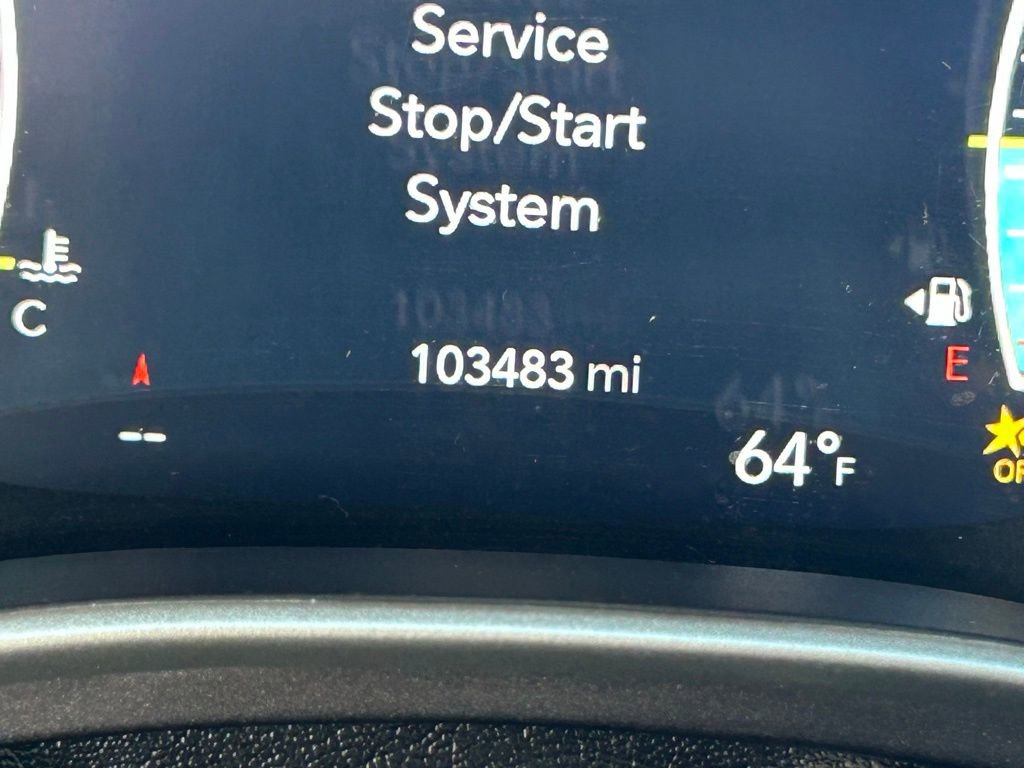 Service
Stop/Start
System
C
103483 mi
E
--
64°F